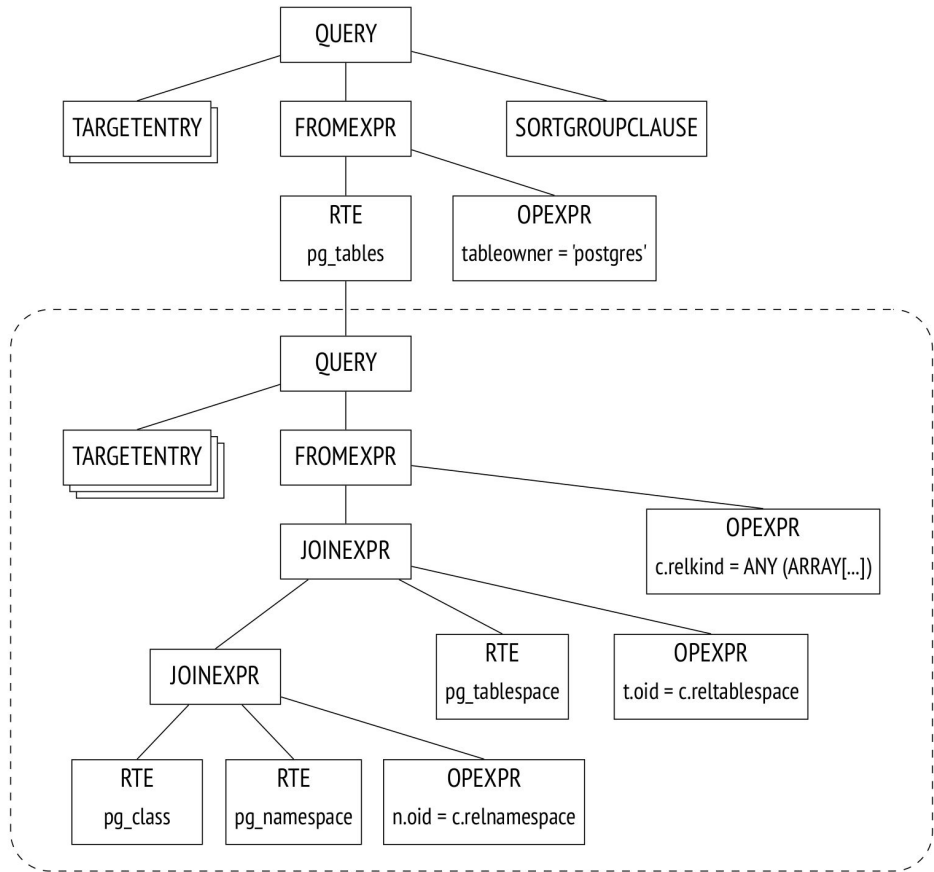 QUERY
TARGETENTRY
FROMEXPR
SORTGROUPCLAUSE
RTE
pg_tables
OPEXPR
tableowner = 'postgres'
QUERY
TARGETENTRY
FROMEXPR
OPEXPR
c.relkind = ANY (ARRAY[...])
JOINEXPR
RTE
pg_tablespace
OPEXPR
t.oid = c.reltablespace
JOINEXPR
RTE
pg_class
RTE
pg_namespace
OPEXPR
n.oid = c.relnamespace